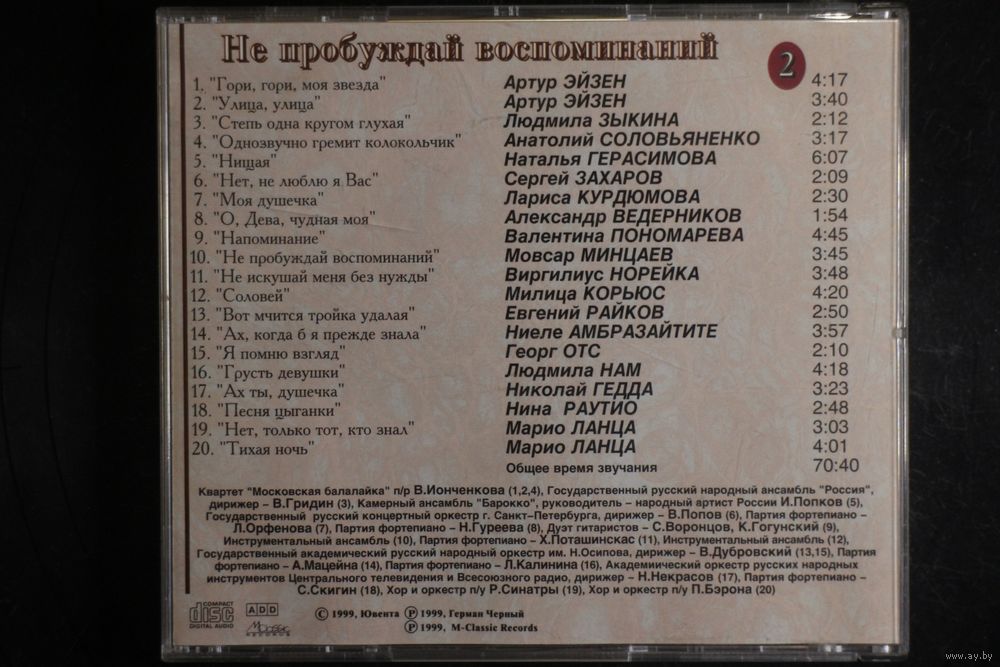 Не пробуждай воспоминаний
2
1. "Гори, гори, моя звезда" Артур ЭЙЗЕН 4:17
2. "Улица, улица" Артур ЭЙЗЕН 3:40
3. "Степь одна кругом глухая" Людмила ЗЫКИНА 2:12
4. "Однозвучно гремит колокольчик" Анатолий СОЛОВЬЯНЕНКО 3:17
5. "Нищая" Наталья ГЕРАСИМОВА 6:07
6. "Нет, не люблю я Вас" Сергей ЗАХАРОВ 2:09
7. "Моя душечка" Лариса КУРДЮМОВА 2:30
8. "О, Дева, чудная моя" Александр ВЕДЕРНИКОВ 1:54
9. "Напоминание" Валентина ПОНОМАРЕВА 4:45
10. "Не пробуждай воспоминаний" Мовсар МИНЦАЕВ 3:45
11. "Не искушай меня без нужды" Виргилиус НОРЕЙКА 3:48
12. "Соловей" Милица КОРЬЮС 4:20
13. "Вот мчится тройка удалая" Евгений РАЙКОВ 2:50
14. "Ах, когда б я прежде знала" Ниеле АМБРАЗАЙТИТЕ 3:57
15. "Я помню взгляд" Георг ОТС 2:10
16. "Грусть девушки" Людмила НАМ 4:18
17. "Ах ты, душечка" Николай ГЕДДА 3:23
18. "Песня цыганки" Нина РАУТИО 2:48
19. "Нет, только тот, кто знал" Марио ЛАНЦА 3:03
20. "Тихая ночь" Марио ЛАНЦА 4:01
Общее время звучания 70:40
Квартет "Московская балалайка" п/р В.Ионченкова (1,2,4), Государственный русский народный ансамбль "Россия",
дирижер – В.Гридин (3), Камерный ансамбль "Барокко", руководитель – народный артист России И.Попков (5),
Государственный русский концертный оркестр г. Санкт–Петербурга, дирижер – В.Попов (6), Партия фортепиано –
Л.Орфенова (7), Партия фортепиано – Н.Гуреева (8), Дуэт гитаристов – С.Воронцов, К.Гогунский (9),
Инструментальный ансамбль (10), Партия фортепиано – Х.Поташинскас (11), Инструментальный ансамбль (12),
Государственный академический русский народный оркестр им. Н.Осипова, дирижер – В.Дубровский (13,15), Партия
фортепиано – А.Мацейна (14), Партия фортепиано – Л.Калинина (16), Академиический оркестр русских народных
инструментов Центрального телевидения и Всесоюзного радио, дирижер – Н.Некрасов (17), Партия фортепиано –
С.Скигин (18), Хор и оркестр п/у Р.Синатры (19), Хор и оркестр п/у П.Бэрона (20)
COMPACT
disc
DIGITAL AUDIO
ADD
M Classic
RECORDS
© 1999, Ювента ℗ 1999, Герман Черный
℗ 1999, M-Classic Records
www.ay.by